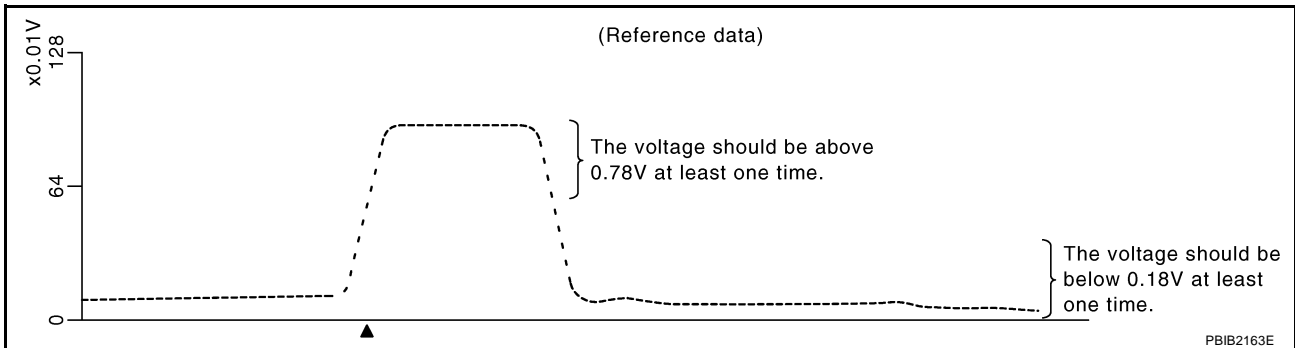 (Reference data)
x0.01V
128
64
0
The voltage should be above
0.78V at least one time.
The voltage should be
below 0.18V at least
one time.
PBIB2163E